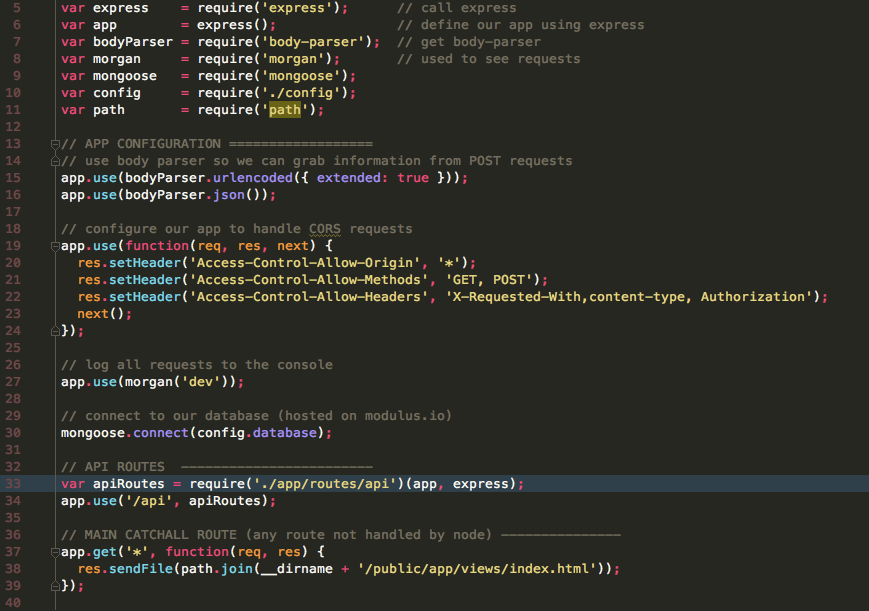 5 var express    = require('express');      // call express
6 var app        = express();               // define our app using express
7 var bodyParser = require('body-parser');  // get body-parser
8 var morgan     = require('morgan');       // used to see requests
9 var mongoose   = require('mongoose');
10 var config     = require('./config');
11 var path       = require('path');
12
13 // APP CONFIGURATION ==================
14 // use body parser so we can grab information from POST requests
15 app.use(bodyParser.urlencoded({ extended: true }));
16 app.use(bodyParser.json());
17
18 // configure our app to handle CORS requests
19 app.use(function(req, res, next) {
20   res.setHeader('Access-Control-Allow-Origin', '*');
21   res.setHeader('Access-Control-Allow-Methods', 'GET, POST');
22   res.setHeader('Access-Control-Allow-Headers', 'X-Requested-With,content-type, Authorization');
23   next();
24 });
25
26 // log all requests to the console
27 app.use(morgan('dev'));
28
29 // connect to our database (hosted on modulus.io)
30 mongoose.connect(config.database);
31
32 // API ROUTES  ------------------------
33 var apiRoutes = require('./app/routes/api')(app, express);
34 app.use('/api', apiRoutes);
35
36 // MAIN CATCHALL ROUTE (any route not handled by node) ---------------
37 app.get('*', function(req, res) {
38   res.sendFile(path.join(__dirname + '/public/app/views/index.html'));
39 });
40